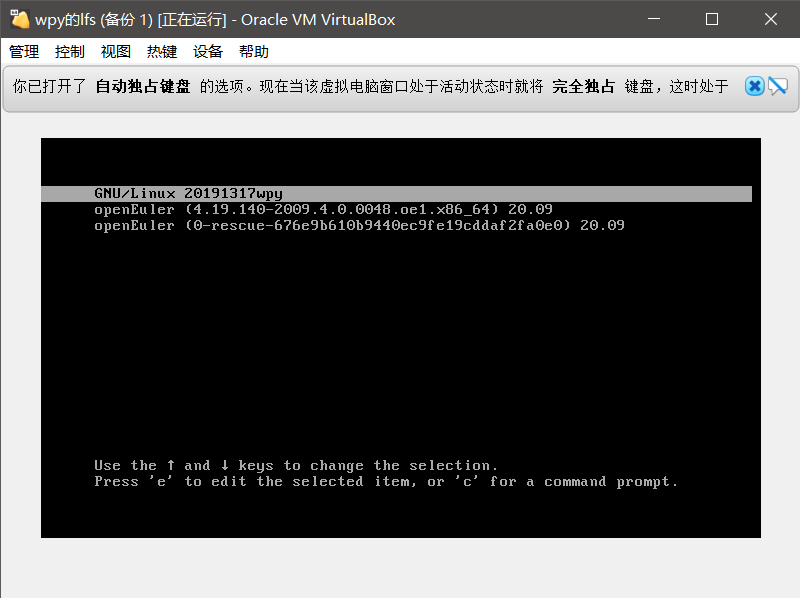 wpy的lfs (备份 1) [正在运行] - Oracle VM VirtualBox
管理 控制 视图 热键 设备 帮助
你已打开了 自动独占键盘 的选项。现在当该虚拟电脑窗口处于活动状态时就将 完全独占 键盘，这时处于
GNU/Linux 20191317wpy
openEuler (4.19.140-2009.4.0.0048.oe1.x86_64) 20.09
openEuler (0-rescue-676e9b610b9440ec9fe19cddaf2fa0e0) 20.09
Use the ↑ and ↓ keys to change the selection.
Press 'e' to edit the selected item, or 'c' for a command prompt.